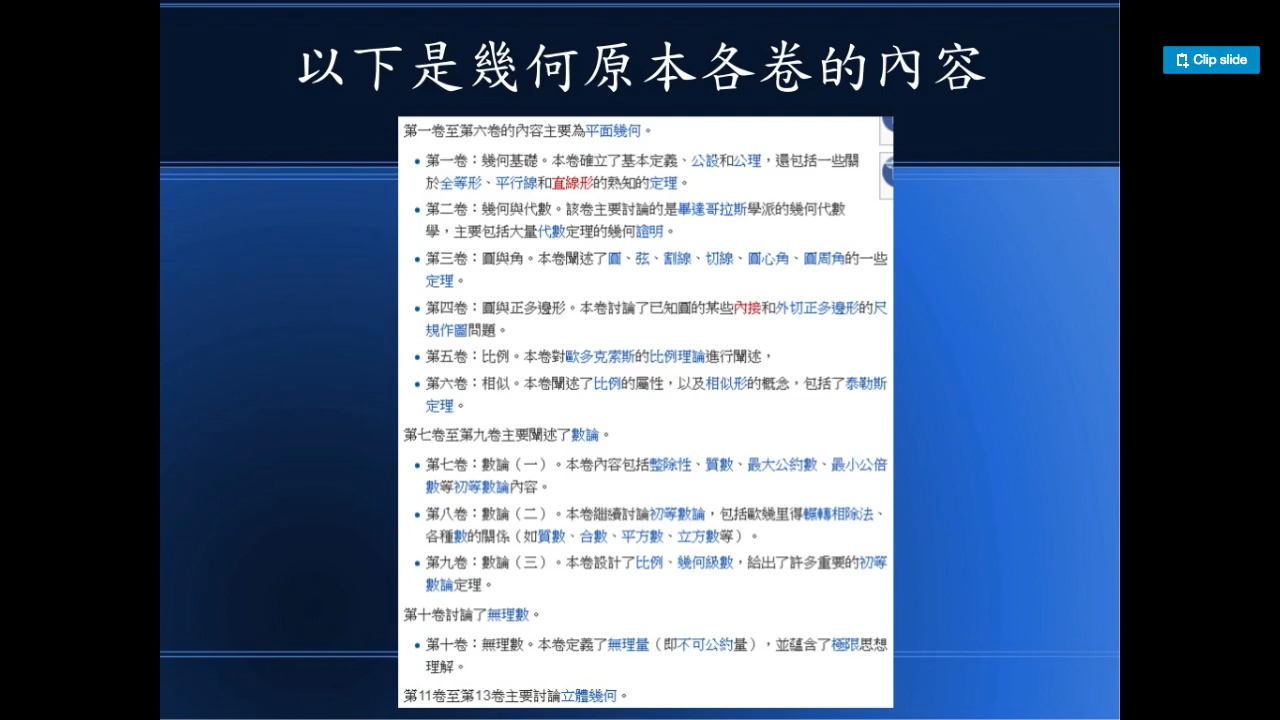 以下是幾何原本各卷的內容
Clip slide
第一卷至第六卷的內容主要為平面幾何。
• 第一卷：幾何基礎。本卷確立了基本定義、公設和公理，還包括一些關
於全等形、平行線和直線形的熟知的定理。
• 第二卷：幾何與代數。該卷主要討論的是畢達哥拉斯學派的幾何代數
學，主要包括大量代數定理的幾何證明。
• 第三卷：圓與角。本卷闡述了圓、弦、割線、切線、圓心角、圓周角的一些
定理。
• 第四卷：圓與正多邊形。本卷討論了已知圓的某些內接和外切正多邊形的尺
規作圖問題。
• 第五卷：比例。本卷對歐多克索斯的比例理論進行闡述，
• 第六卷：相似。本卷闡述了比例的屬性，以及相似形的概念，包括了泰勒斯
定理。
第七卷至第九卷主要闡述了數論。
• 第七卷：數論（一）。本卷內容包括整除性、質數、最大公約數、最小公倍
數等初等數論內容。
• 第八卷：數論（二）。本卷繼續討論初等數論，包括歐幾里得輾轉相除法、
各種數的關係（如質數、合數、平方數、立方數等）。
• 第九卷：數論（三）。本卷設計了比例、幾何級數，給出了許多重要的初等
數論定理。
第十卷討論了無理數。
• 第十卷：無理數。本卷定義了無理量（即不可公約量），並蘊含了極限思想
理解。
第11卷至第13卷主要討論立體幾何。